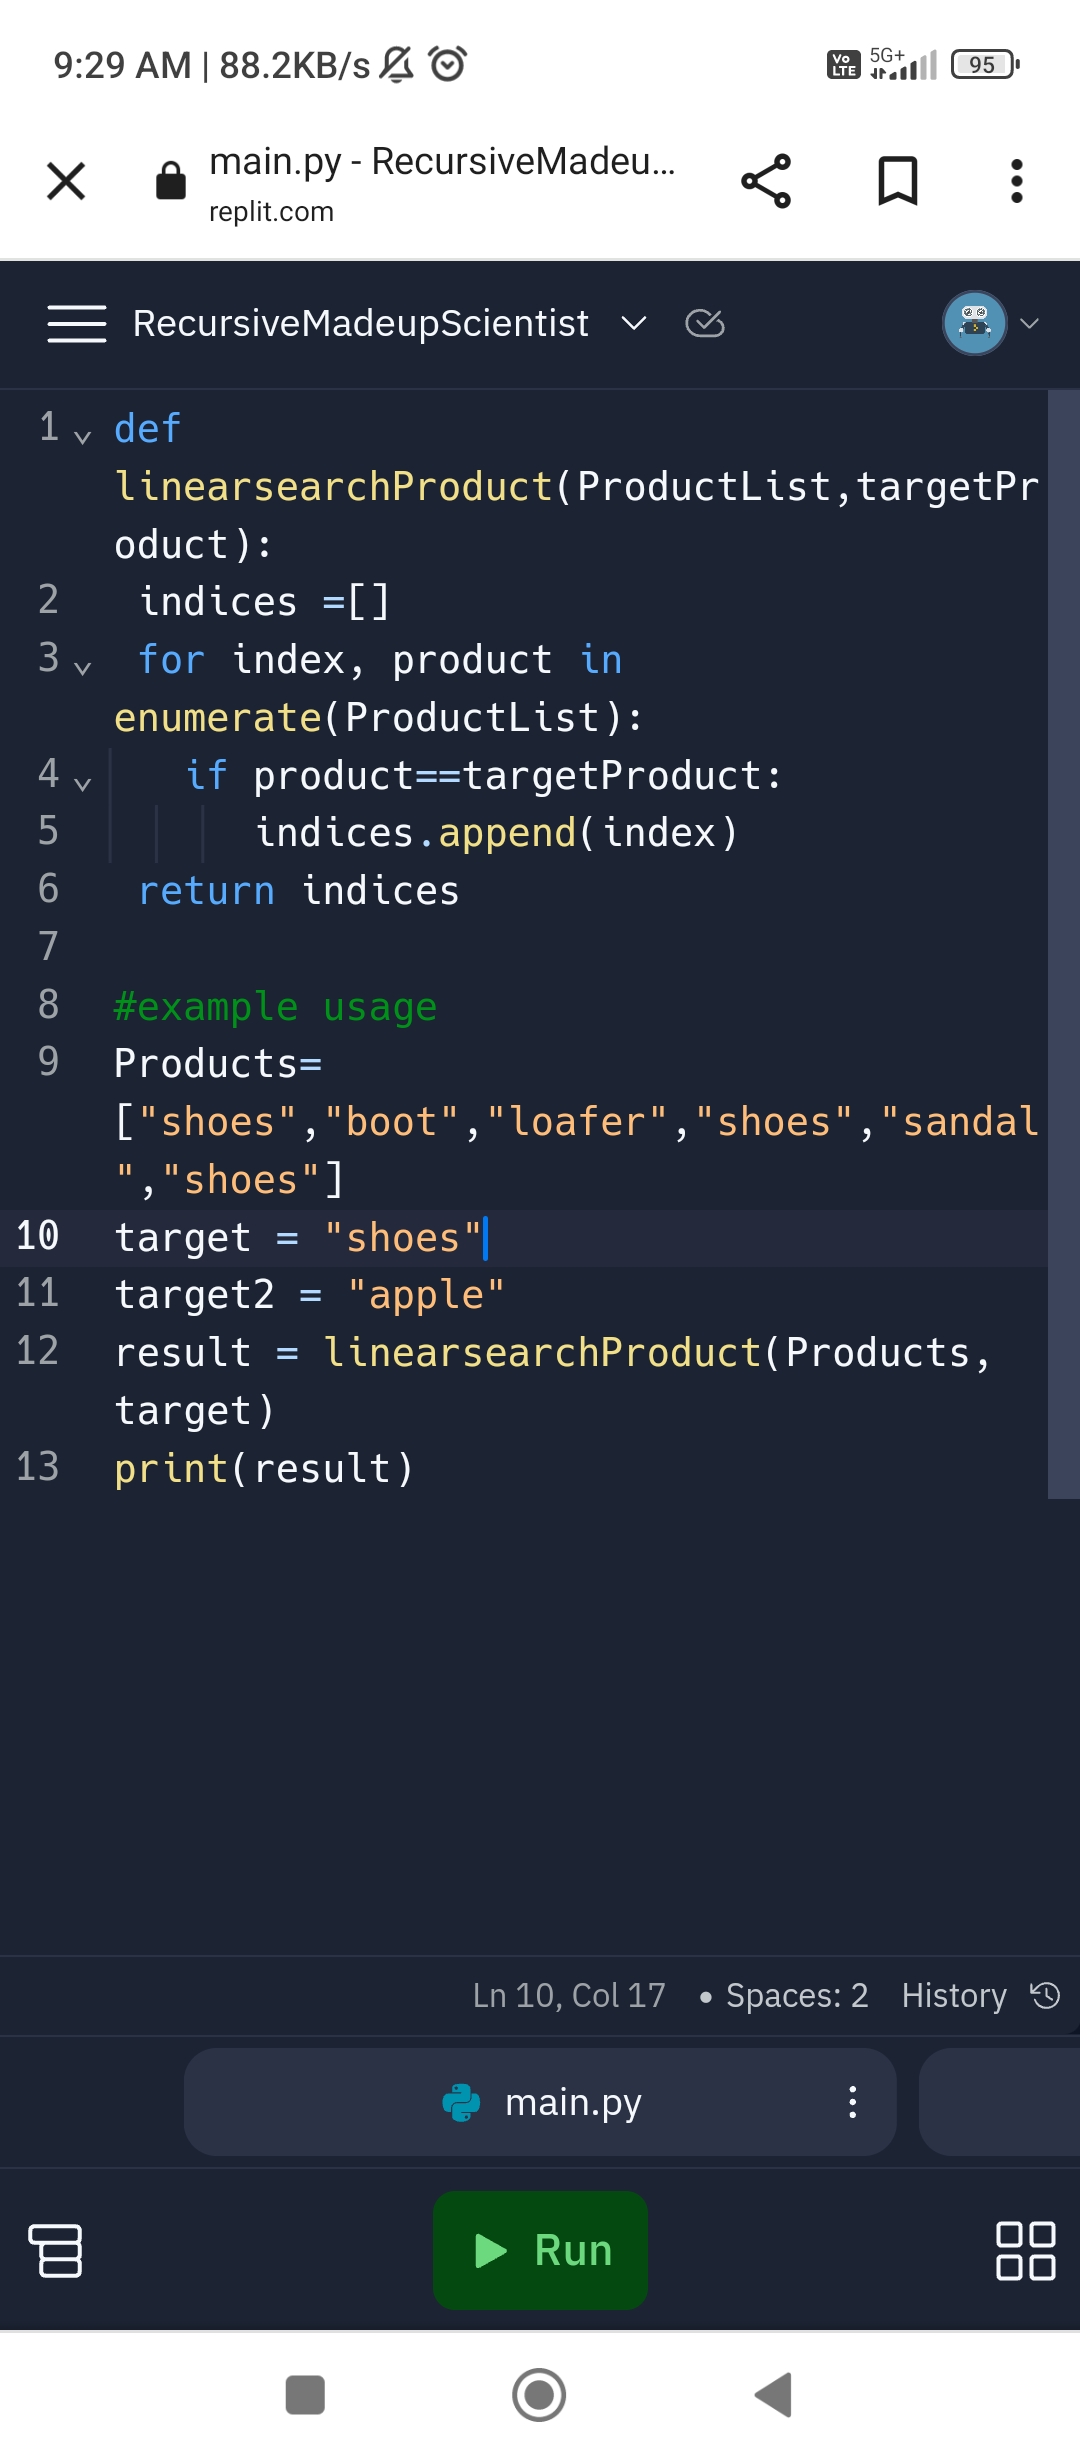 9:29 AM | 88.2KB/s
Vo LTE 5G+ 95
main.py - RecursiveMadeu...
replit.com
RecursiveMadeupScientist
1 def
linearsearchProduct(ProductList,targetPr
oduct):
2 indices =[]
3 for index, product in
enumerate(ProductList):
4 if product==targetProduct:
5 indices.append(index)
6 return indices
7
8 #example usage
9 Products=
["shoes","boot","loafer","shoes","sandal
","shoes"]
10 target = "shoes"
11 target2 = "apple"
12 result = linearsearchProduct(Products,
target)
13 print(result)
Ln 10, Col 17 • Spaces: 2 History
main.py
Run